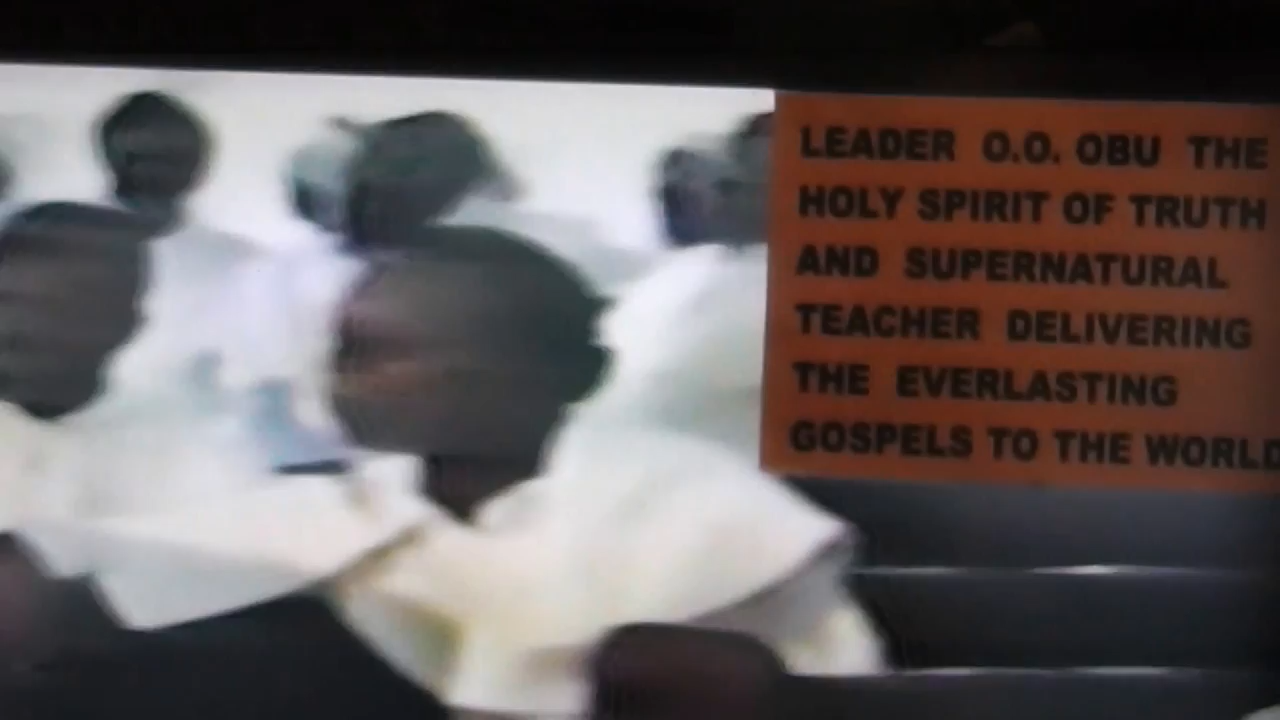 LEADER O.O. OBU THE
HOLY SPIRIT OF TRUTH
AND SUPERNATURAL
TEACHER DELIVERING
THE EVERLASTING
GOSPELS TO THE WORLD